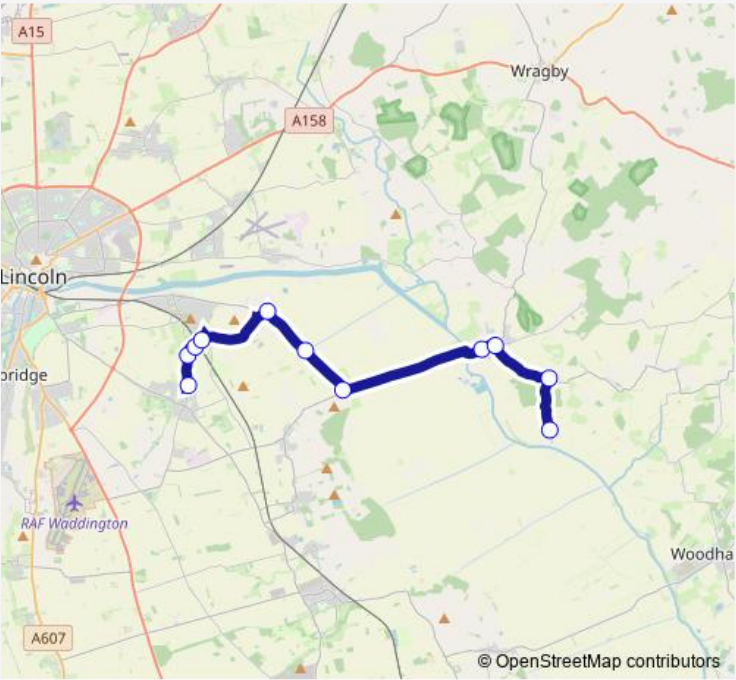 A15
Wragby
A158
Lincoln
bridge
RAF Waddington
Woodha
A607
© OpenStreetMap contributors